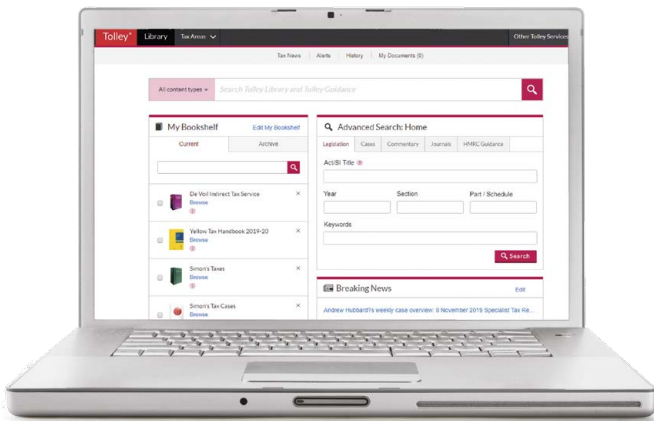 Tolley® Library Tax Areas Other Tolley Services
Tax News Alerts History My Documents (6)
All content types Search Tolley Library and Tolley Guidance
My Bookshelf Edit My Bookshelf
Current Archive
De Voil Indirect Tax Service ×
Browse
Yellow Tax Handbook 2019-20 ×
Browse
Simon's Taxes ×
Browse
Simon's Tax Cases ×
Browse
Advanced Search: Home
Legislation Cases Commentary Journals HMRC Guidance
Act/SI Title
Year Section Part / Schedule
Keywords
Search
Breaking News Edit
Andrew Hubbard's weekly case overview: 8 November 2019 Specialist Tax Re...